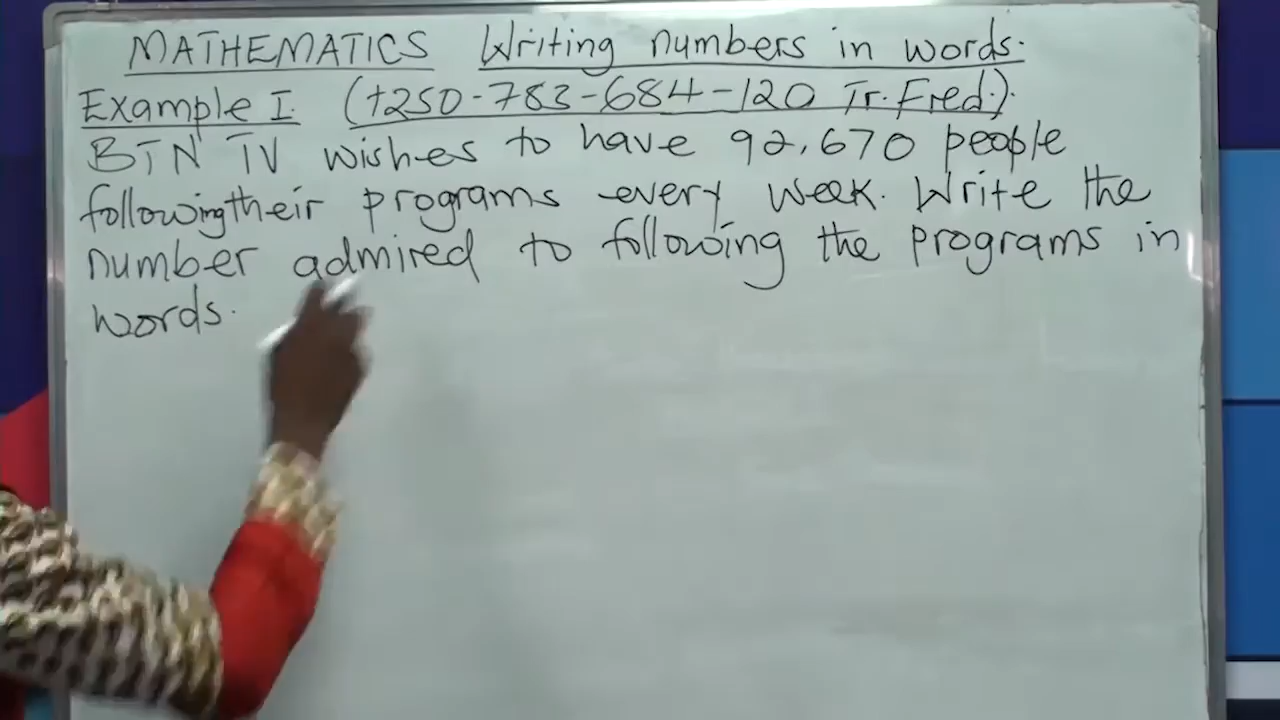 MATHEMATICS Writing numbers in words.
Example I. (+250-783-684-120 Tr. Fred.).
BTN TV wishes to have 92,670 people
following their programs every week. Write the
number admired to following the programs in
words.